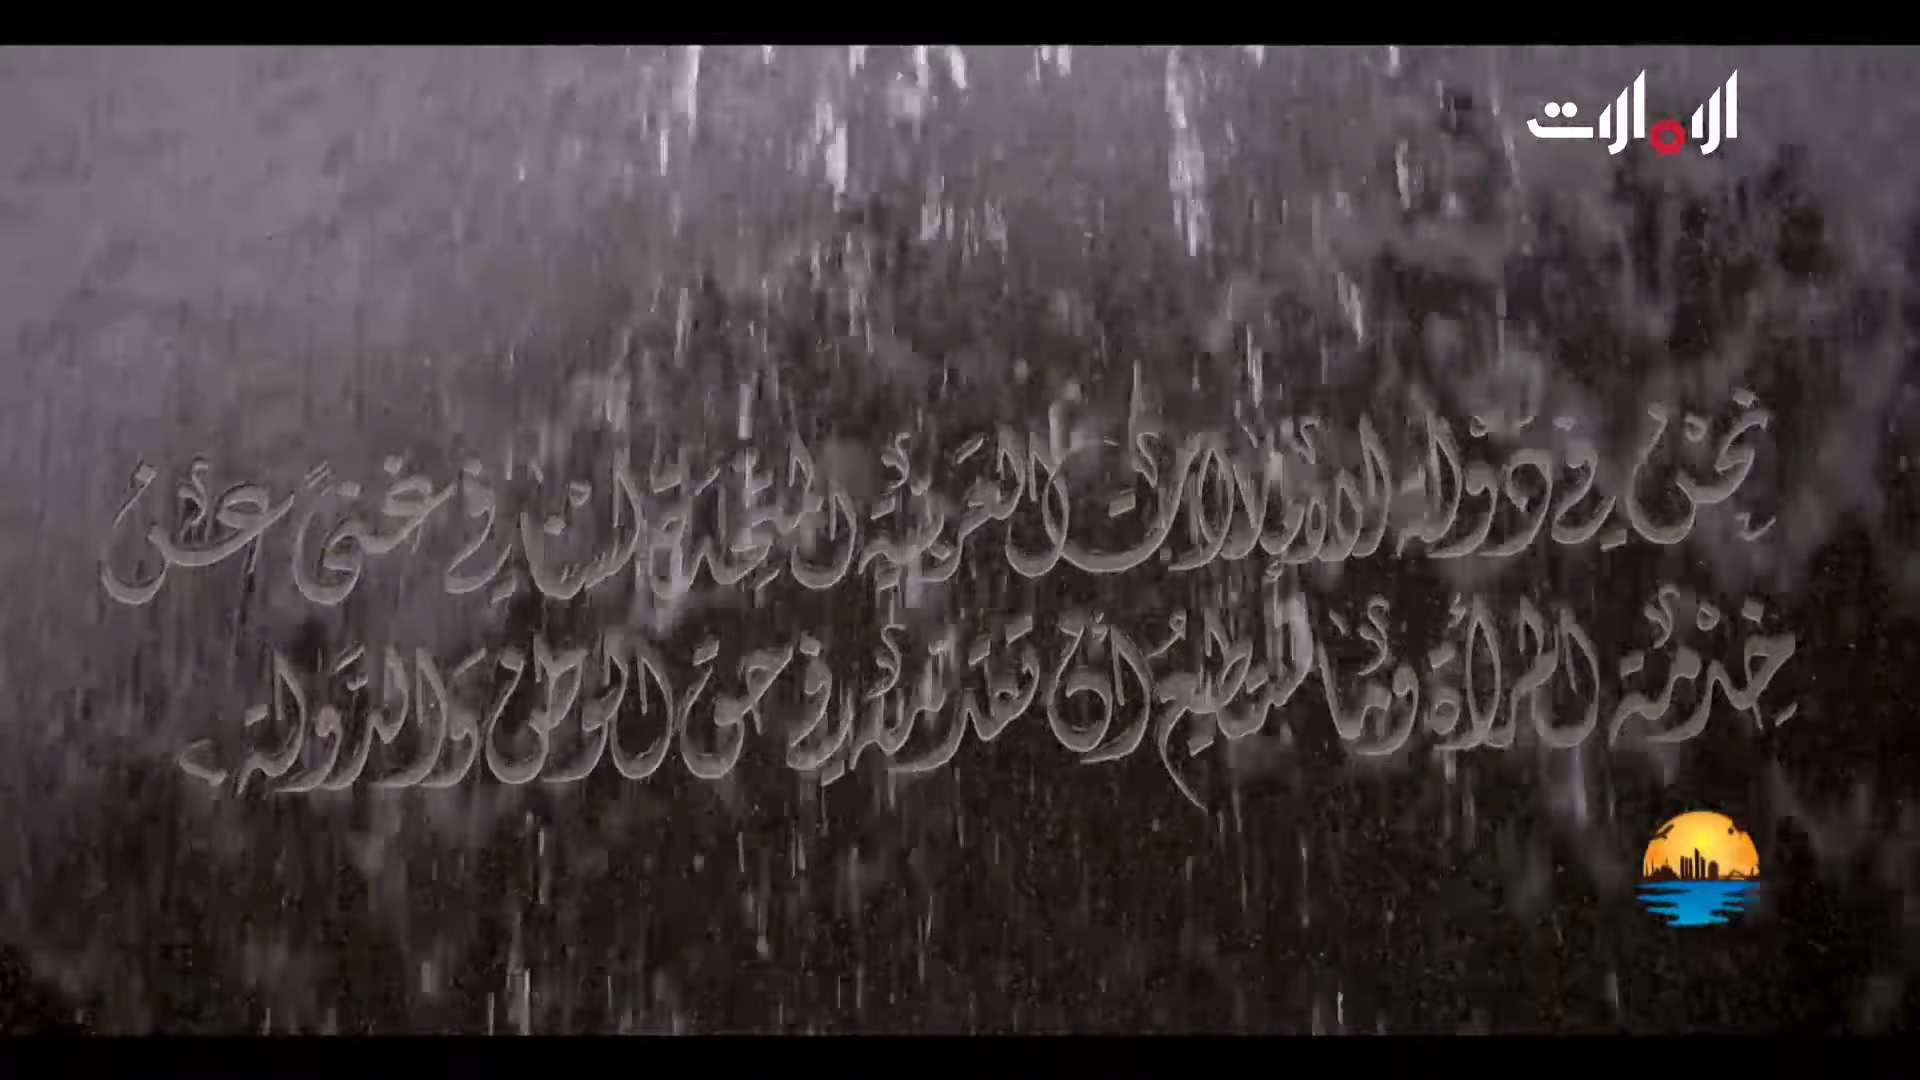 الإمارات
نحن في دولة الإمارات العربية المتحدة لسنا في غنى عن
خدمة المرأة وما تستطيع أن تقدمه في حق الوطن والدولة .